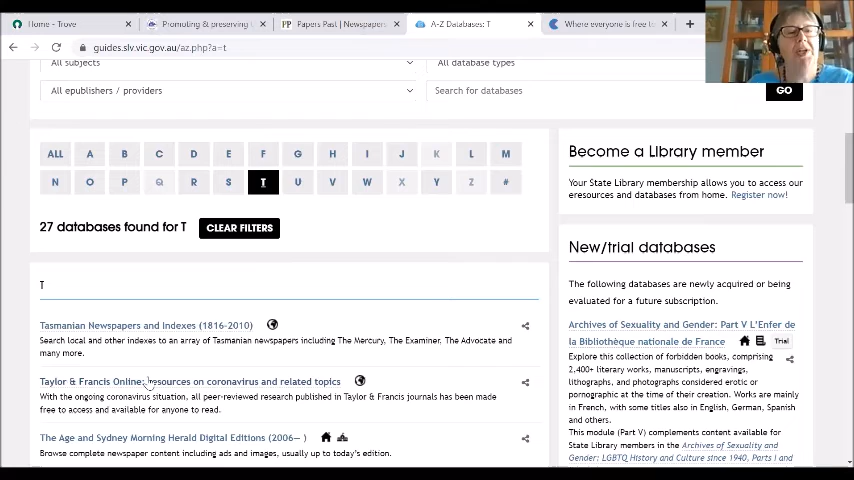 Home - Trove
Promoting & preserving
Papers Past | Newspapers
A-Z Databases: T
Where everyone is free to
guides.slv.vic.gov.au/az.php?a=t
All subjects
All database types
All epublishers / providers
Search for databases
GO
ALL A B C D E F G H I J K L M
N O P Q R S T U V W X Y Z #
27 databases found for T
CLEAR FILTERS
T
Tasmanian Newspapers and Indexes (1816-2010)
Search local and other indexes to an array of Tasmanian newspapers including The Mercury, The Examiner, The Advocate and
many more.
Taylor & Francis Online: resources on coronavirus and related topics
With the ongoing coronavirus situation, all peer-reviewed research published in Taylor & Francis journals has been made
free to access and available for anyone to read.
The Age and Sydney Morning Herald Digital Editions (2006— )
Browse complete newspaper content including ads and images, usually up to today's edition.
Become a Library member
Your State Library membership allows you to access our
eresources and databases from home. Register now!
New/trial databases
The following databases are newly acquired or being
evaluated for a future subscription.
Archives of Sexuality and Gender: Part V L'Enfer de
la Bibliothèque nationale de France Trial
Explore this collection of forbidden books, comprising
2,400+ literary works, manuscripts, engravings,
lithographs, and photographs considered erotic or
pornographic at the time of their creation. Works are mainly
in French, with some titles also in English, German, Spanish
and others.
This module (Part V) complements content available for
State Library members in the Archives of Sexuality and
Gender: LGBTQ History and Culture since 1940, Parts I and